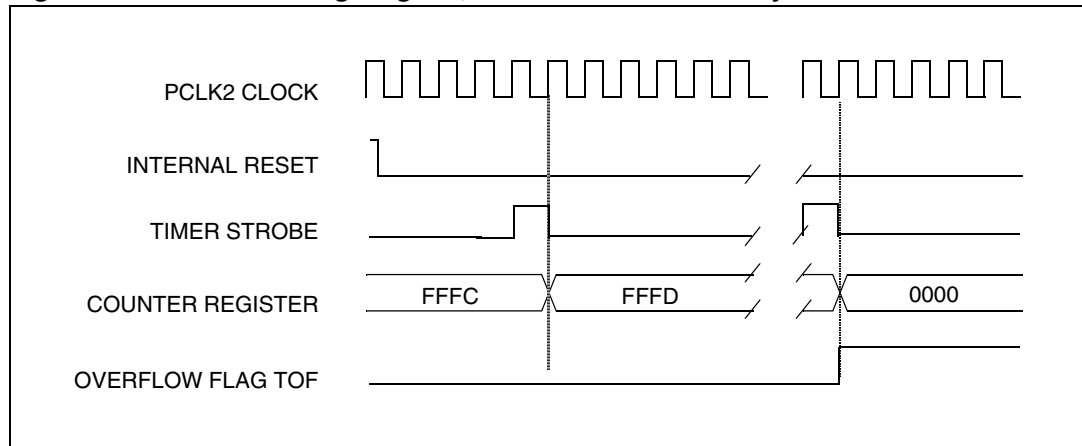 PCLK2 CLOCK
INTERNAL RESET
TIMER STROBE
COUNTER REGISTER
FFFC
FFFD
0000
OVERFLOW FLAG TOF